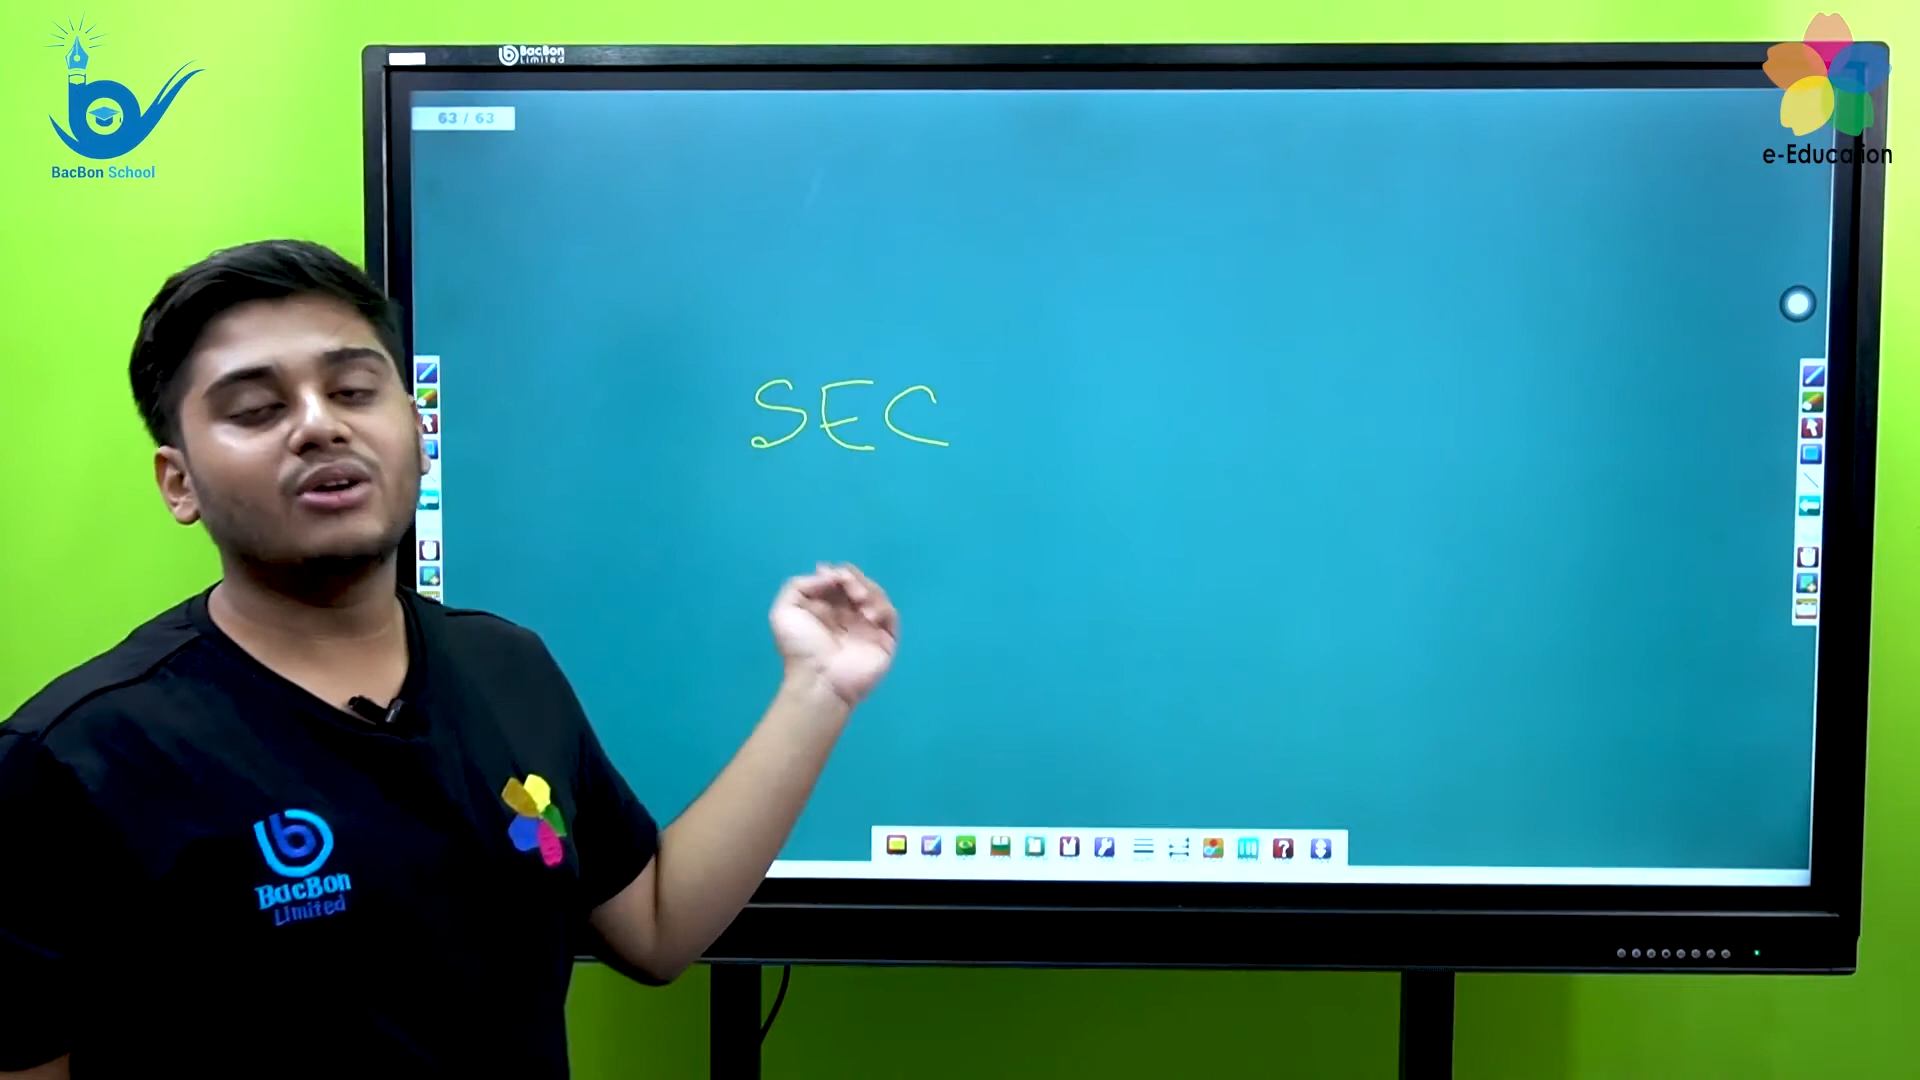 BacBon School
BacBon
Limited
e-Education
63 / 63
SEC
BacBon
Limited